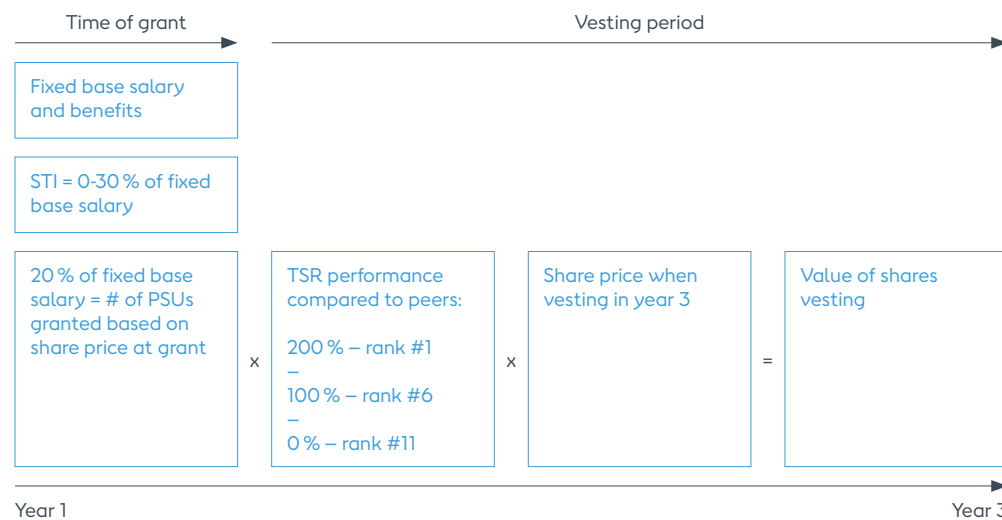 Time of grant
Vesting period
Fixed base salary
and benefits
STI = 0-30 % of fixed
base salary
20 % of fixed base
salary = # of PSUs
granted based on
share price at grant
x
TSR performance
compared to peers:
200 % – rank #1
–
100 % – rank #6
–
0 % – rank #11
x
Share price when
vesting in year 3
=
Value of shares
vesting
Year 1
Year 3